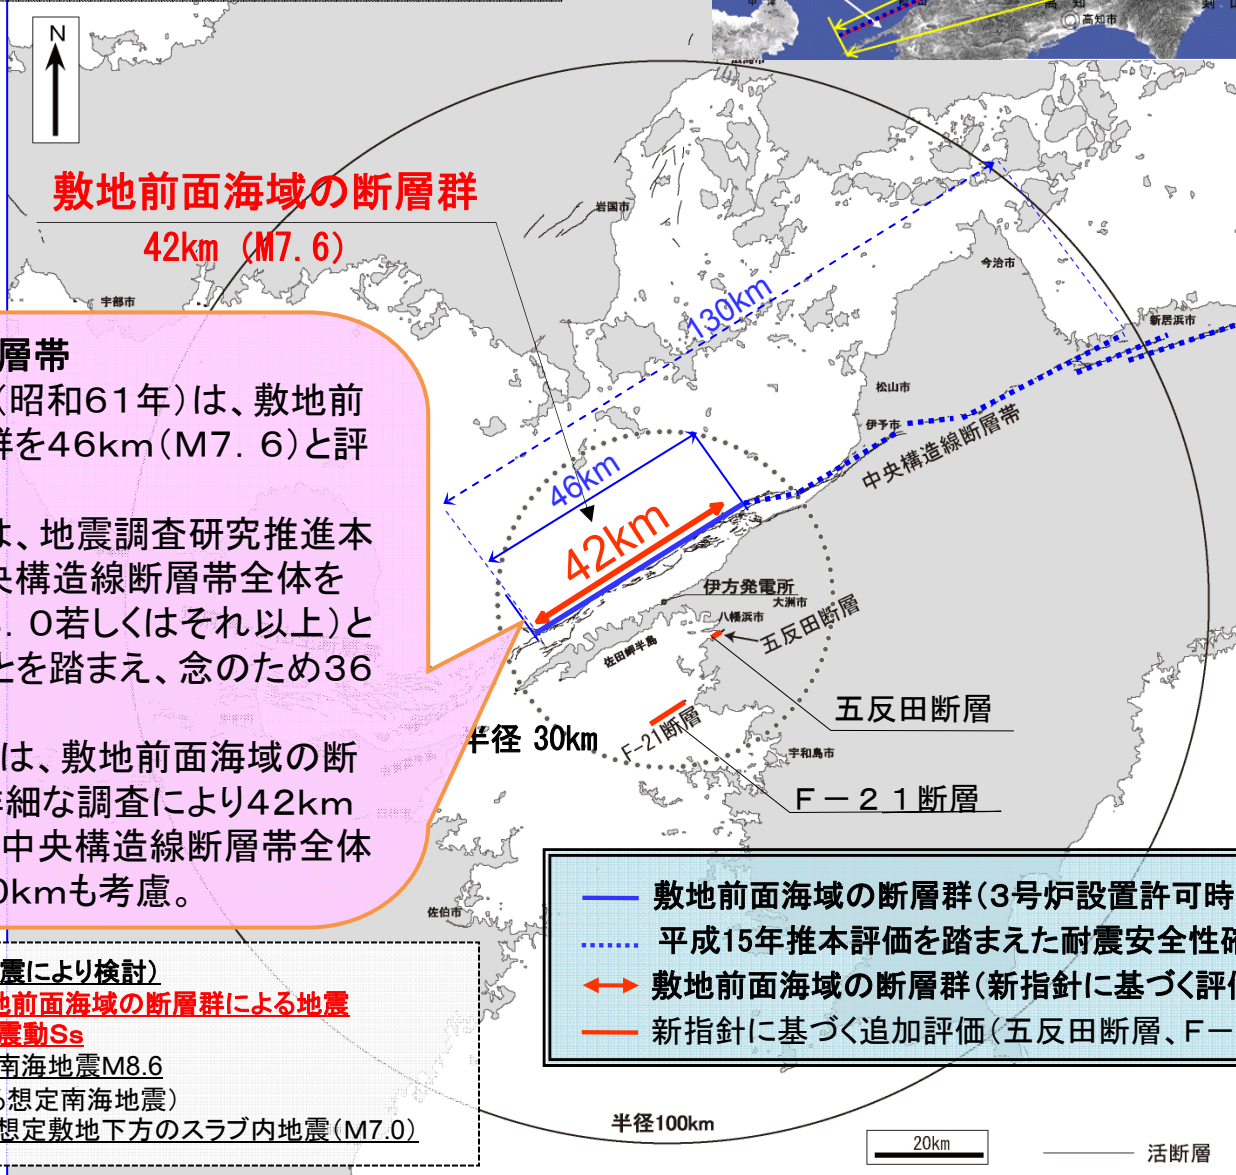 高知
高知市
N
広島市
敷地前面海域の断層群
42km（M7.6）
岩国市
宇部市
今治市
新居浜市
130km
松山市
伊予市
中央構造線断層帯
46km
42km
伊方発電所
大洲市
八幡浜市
五反田断層
佐田岬半島
五反田断層
F-21断層
半径 30km
宇和島市
F－21断層
佐伯市
層帯
（昭和61年）は、敷地前
群を46km（M7．6）と評
は、地震調査研究推進本
央構造線断層帯全体を
．0若しくはそれ以上）と
とを踏まえ、念のため36
は、敷地前面海域の断
細な調査により42km
中央構造線断層帯全体
0kmも考慮。
震により検討）
地前面海域の断層群による地震
震動Ss
南海地震M8.6
る想定南海地震）
想定敷地下方のスラブ内地震（M7.0）
敷地前面海域の断層群（3号炉設置許可時
平成15年推本評価を踏まえた耐震安全性確
敷地前面海域の断層群（新指針に基づく評価
新指針に基づく追加評価（五反田断層、F－
半径100km
20km
活断層